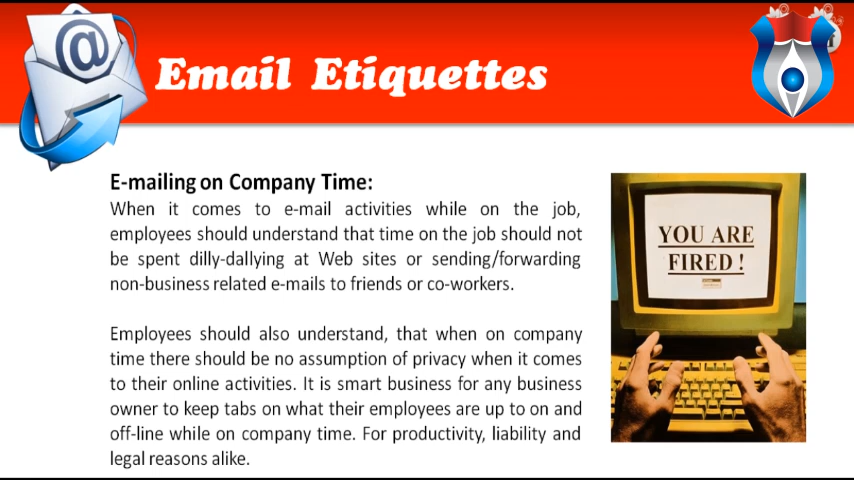 Email Etiquettes
E-mailing on Company Time:
When it comes to e-mail activities while on the job,
employees should understand that time on the job should not
be spent dilly-dallying at Web sites or sending/forwarding
non-business related e-mails to friends or co-workers.
Employees should also understand, that when on company
time there should be no assumption of privacy when it comes
to their online activities. It is smart business for any business
owner to keep tabs on what their employees are up to on and
off-line while on company time. For productivity, liability and
legal reasons alike.
YOU ARE
FIRED !